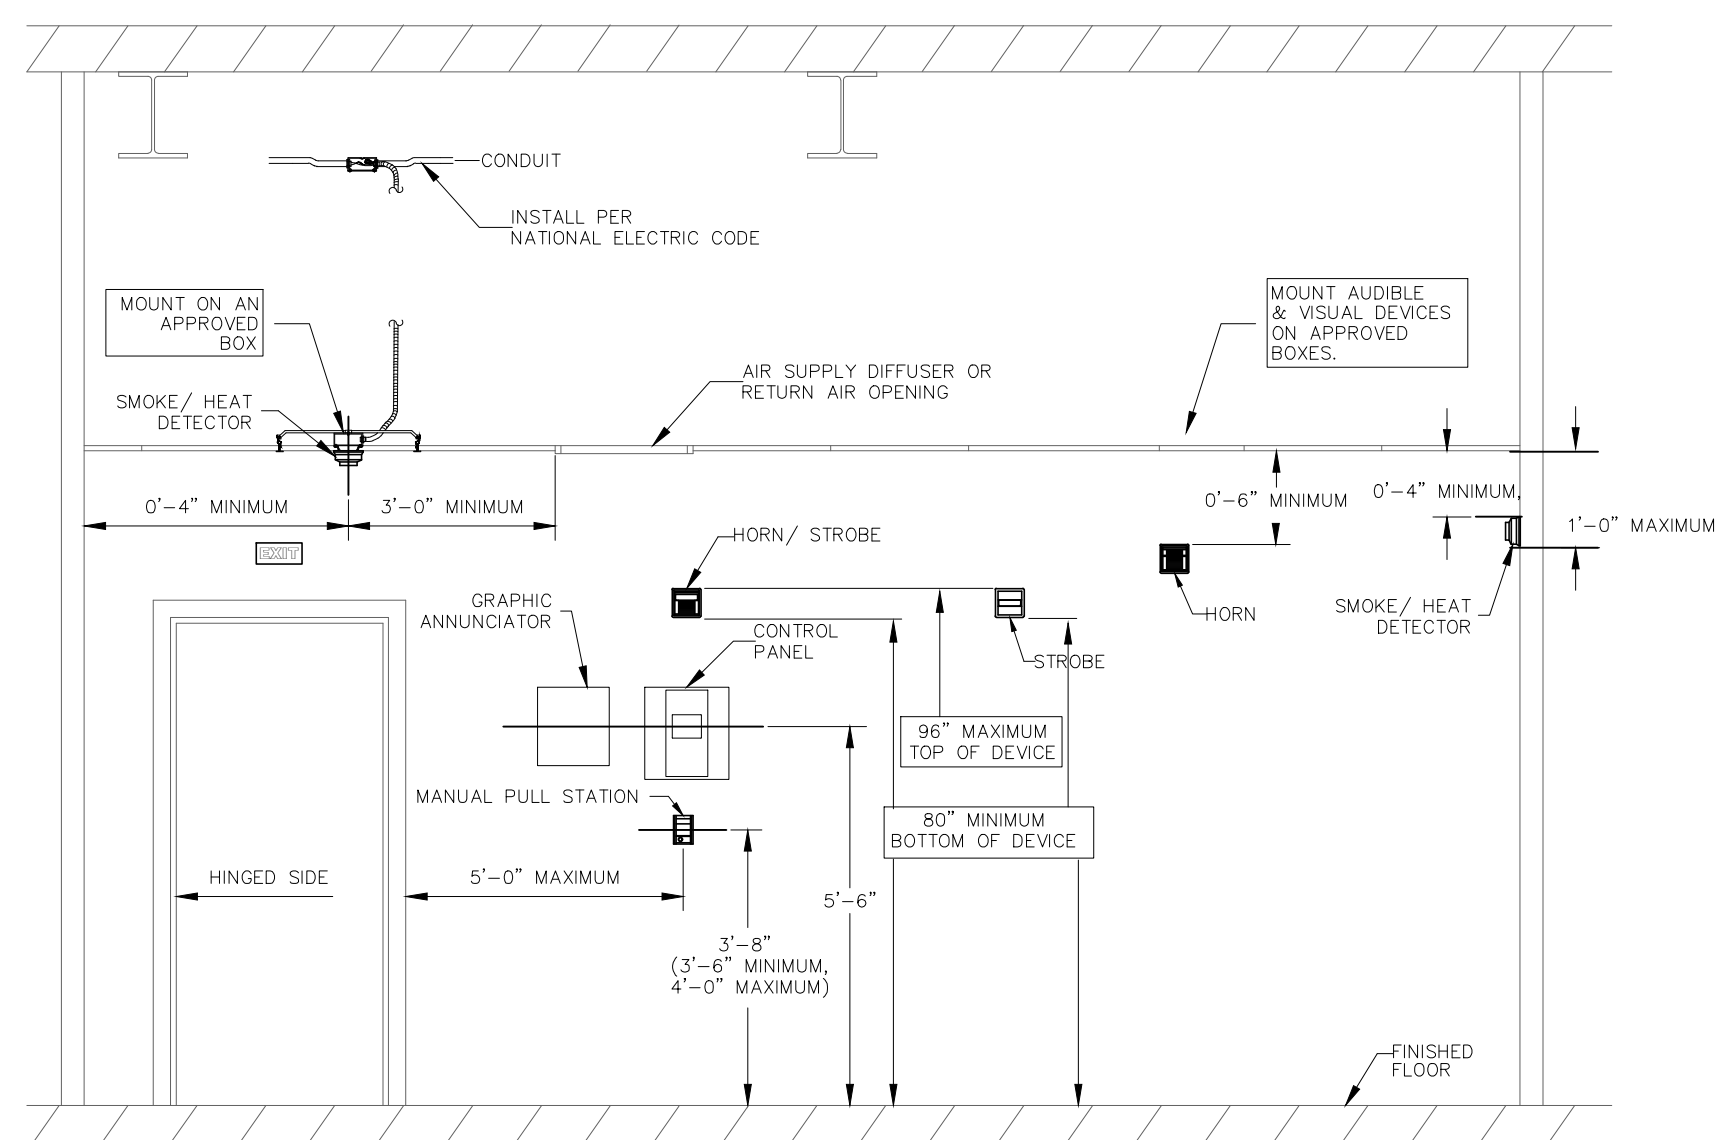 CONDUIT
INSTALL PER
NATIONAL ELECTRIC CODE
MOUNT ON AN
APPROVED
BOX
MOUNT AUDIBLE
& VISUAL DEVICES
ON APPROVED
BOXES.
AIR SUPPLY DIFFUSER OR
RETURN AIR OPENING
SMOKE/ HEAT
DETECTOR
0'-4" MINIMUM
3'-0" MINIMUM
0'-6" MINIMUM
0'-4" MINIMUM,
1'-0" MAXIMUM
EXIT
HORN/ STROBE
GRAPHIC
ANNUNCIATOR
CONTROL
PANEL
STROBE
HORN
SMOKE/ HEAT
DETECTOR
96" MAXIMUM
TOP OF DEVICE
MANUAL PULL STATION
80" MINIMUM
BOTTOM OF DEVICE
HINGED SIDE
5'-0" MAXIMUM
5'-6"
3'-8"
(3'-6" MINIMUM,
4'-0" MAXIMUM)
FINISHED
FLOOR